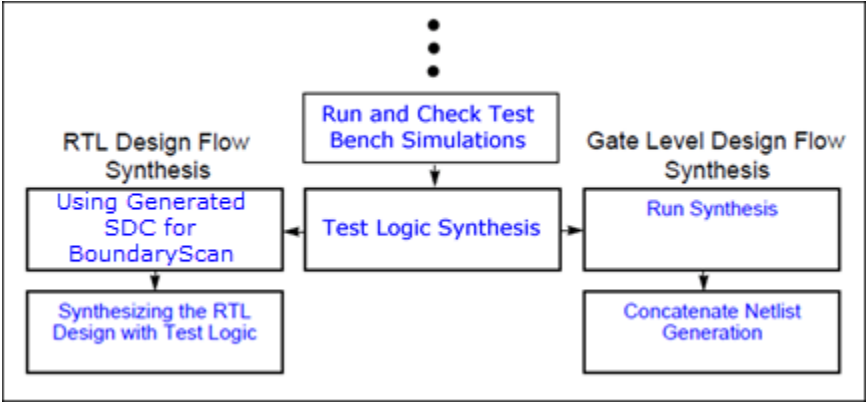 Run and Check Test
Bench Simulations
RTL Design Flow
Synthesis
Gate Level Design Flow
Synthesis
Using Generated
SDC for
BoundaryScan
Test Logic Synthesis
Run Synthesis
Synthesizing the RTL
Design with Test Logic
Concatenate Netlist
Generation